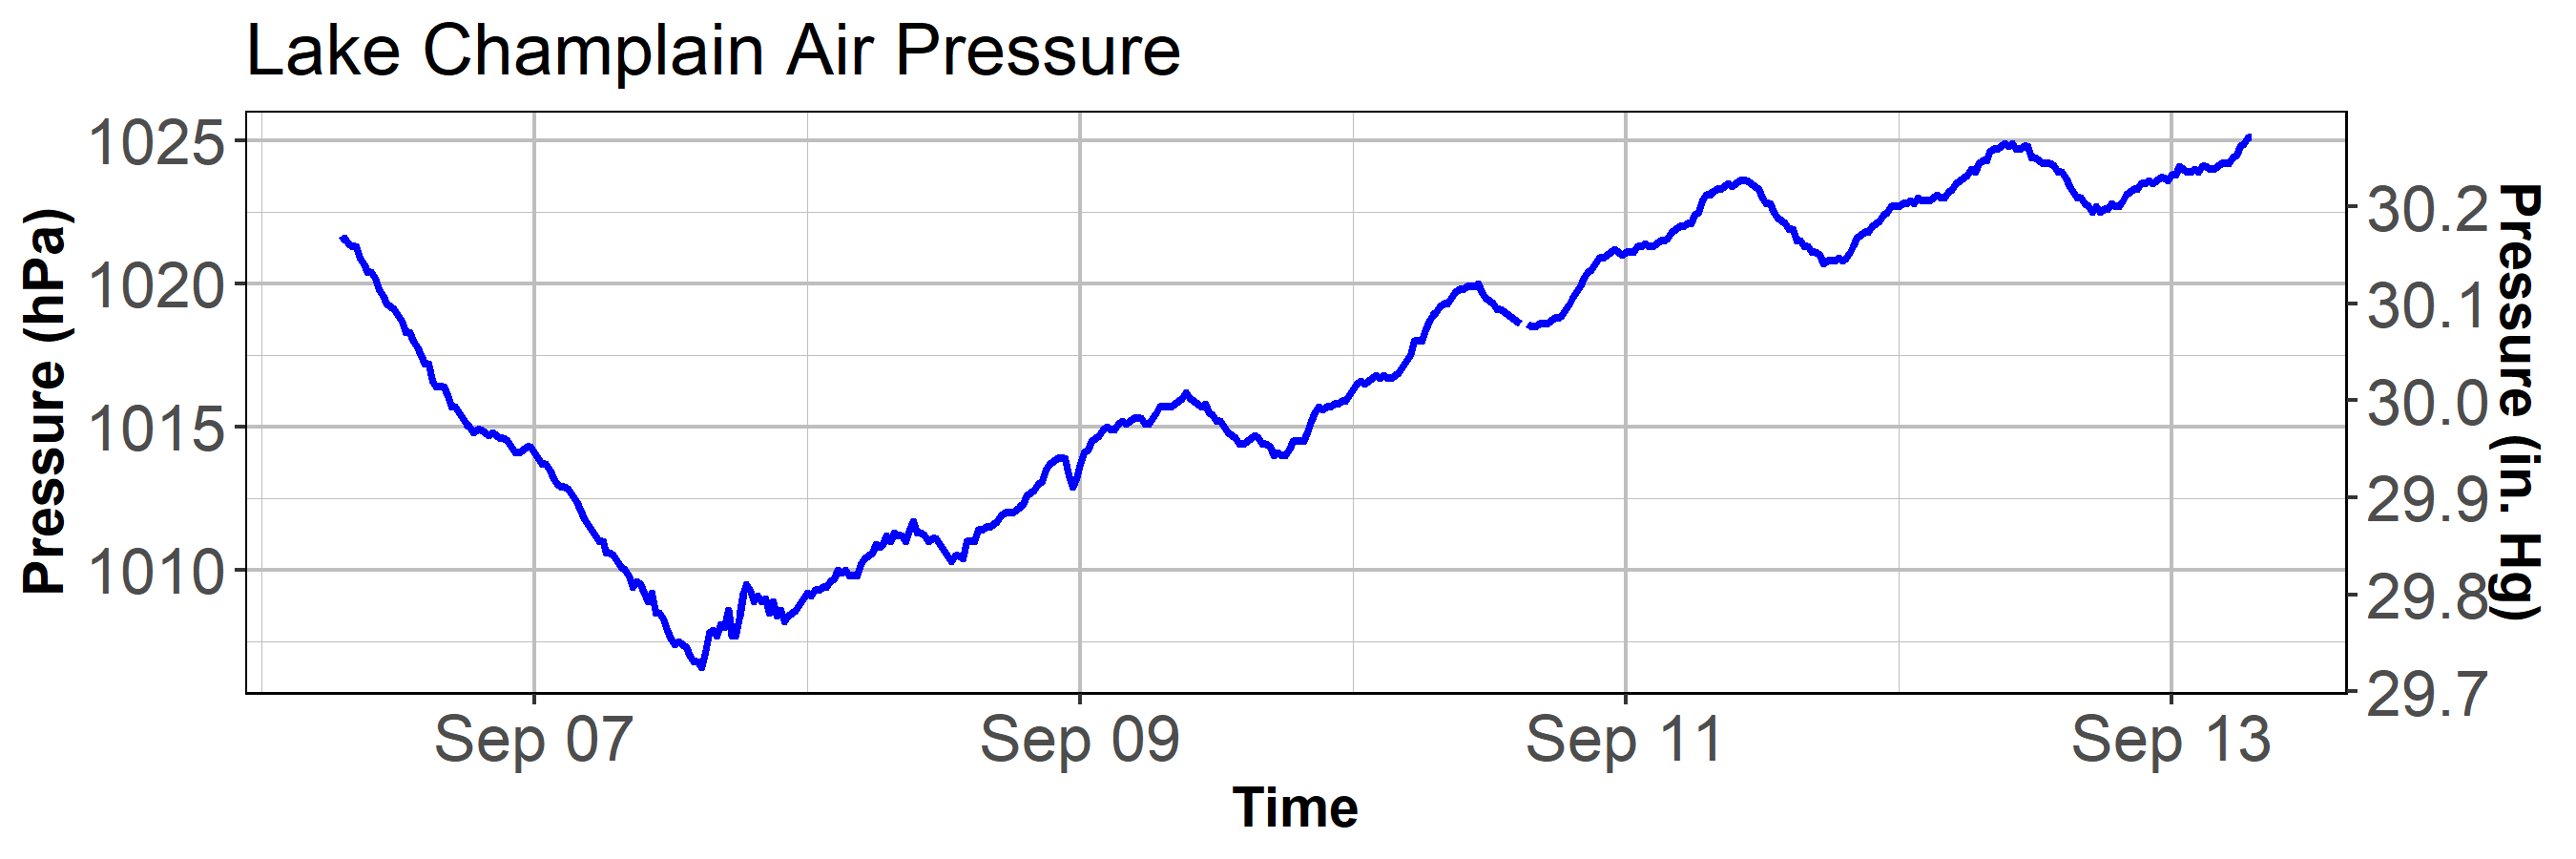 Lake Champlain Air Pressure
Pressure (hPa)
1025
1020
1015
1010
30.2
30.1
30.0
29.9
29.8
29.7
Pressure (in. Hg)
Sep 07
Sep 09
Sep 11
Sep 13
Time